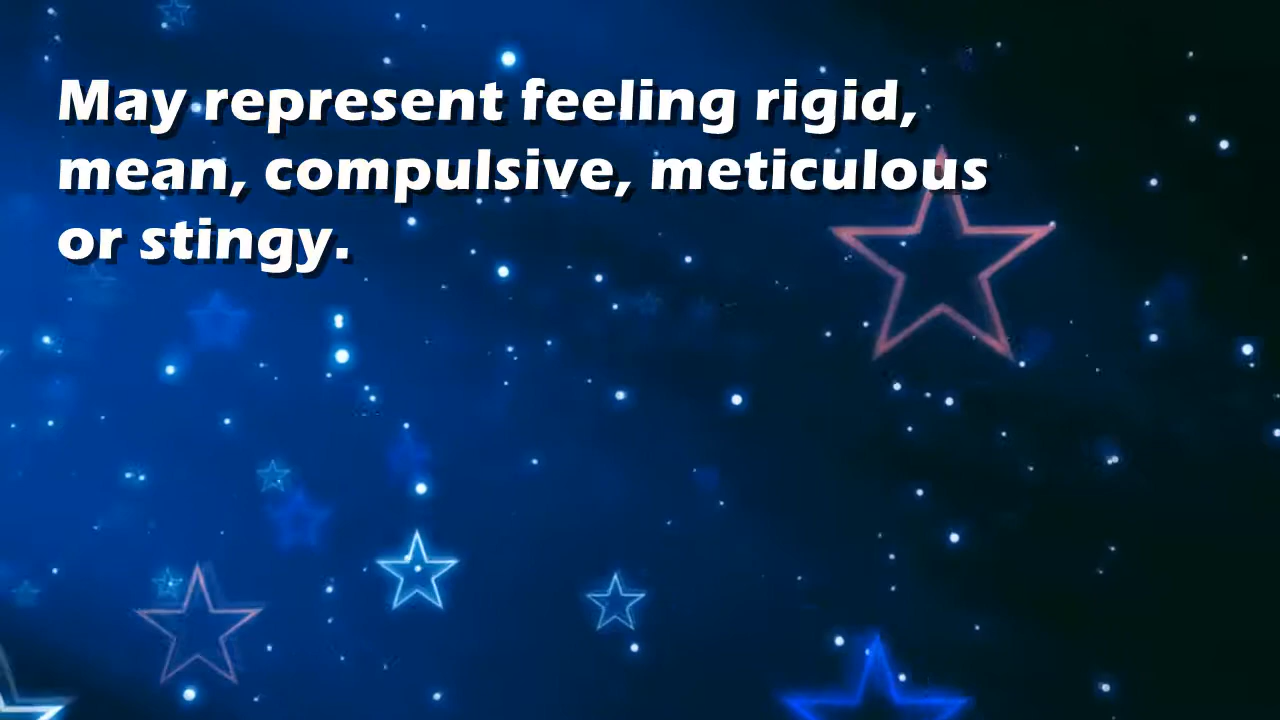 May represent feeling rigid,
mean, compulsive, meticulous
or stingy.